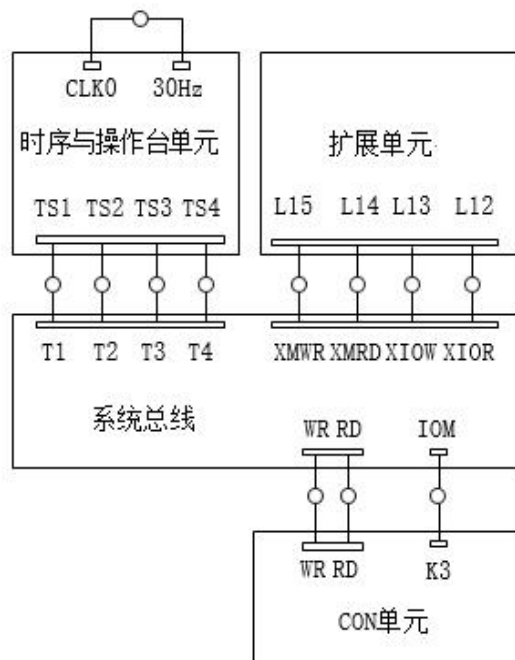 CLK0 30Hz
时序与操作台单元
扩展单元
TS1 TS2 TS3 TS4
L15 L14 L13 L12
T1 T2 T3 T4
XMWR XMRD XIOW XIOR
系统总线
WR RD IOM
WR RD K3
CON单元